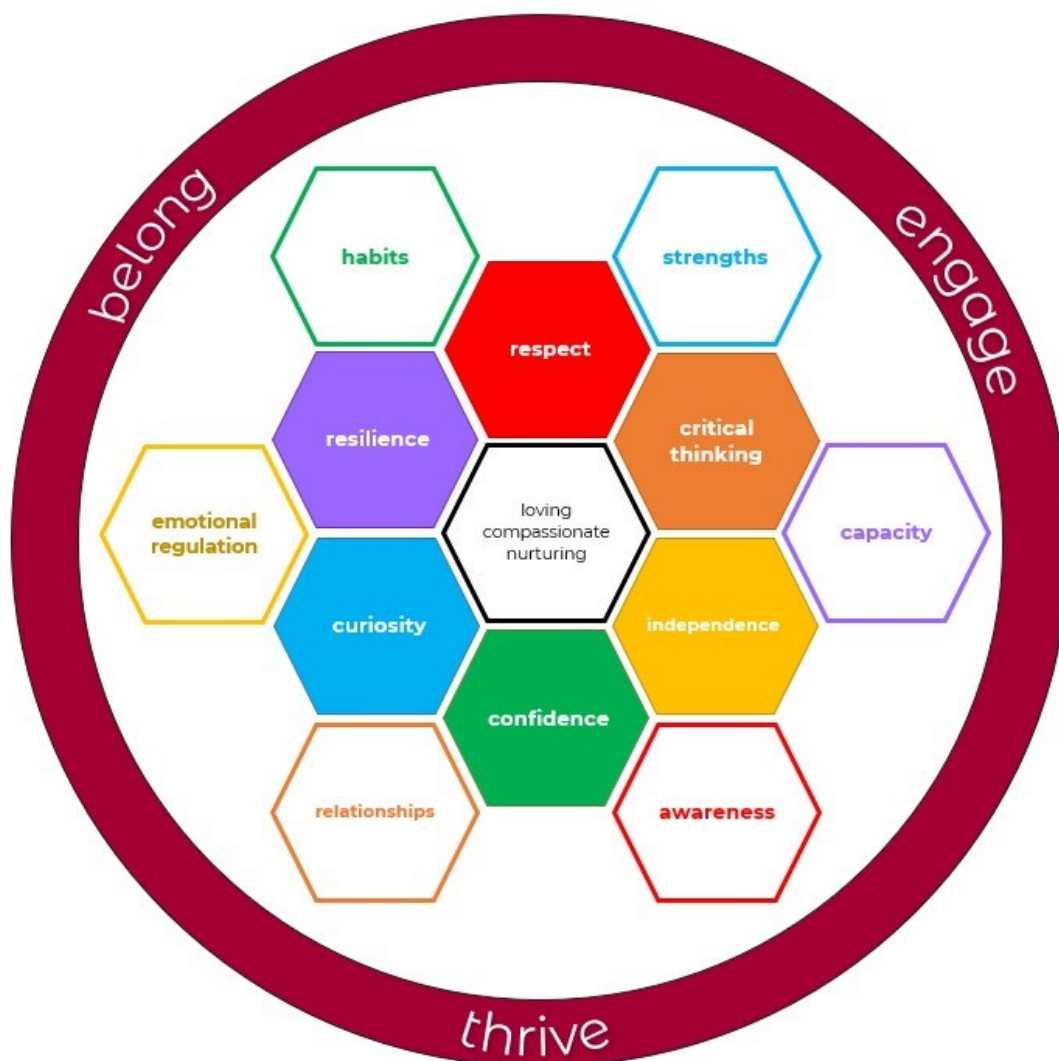 belong
engage
habits
strengths
respect
resilience
critical
thinking
emotional
regulation
loving
compassionate
nurturing
capacity
curiosity
independence
confidence
relationships
awareness
thrive